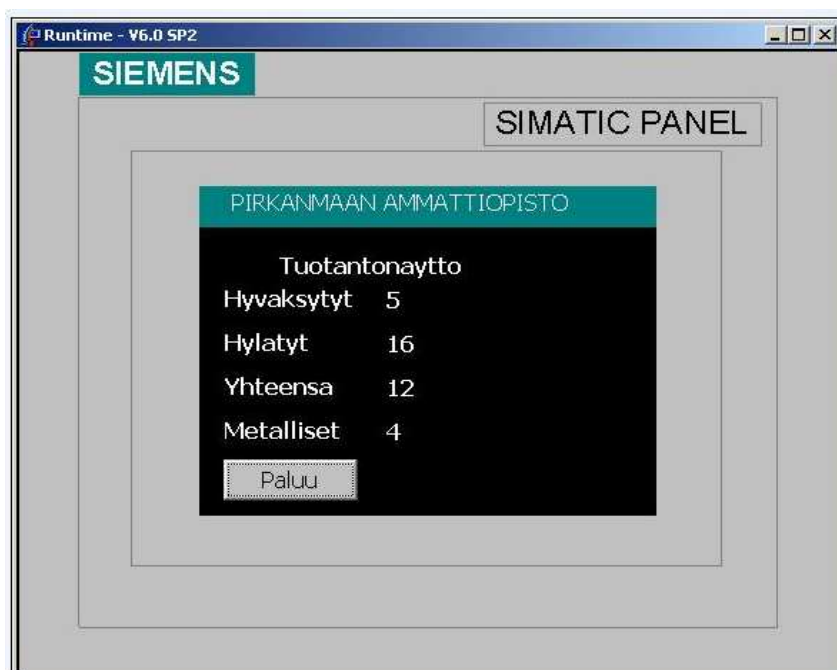 Runtime - V6.0 SP2
SIEMENS
SIMATIC PANEL
PIRKANMAAN AMMATTIOPISTO
Tuotantonaytto
Hyvaksytyt 5
Hylatyt 16
Yhteensa 12
Metalliset 4
Paluu